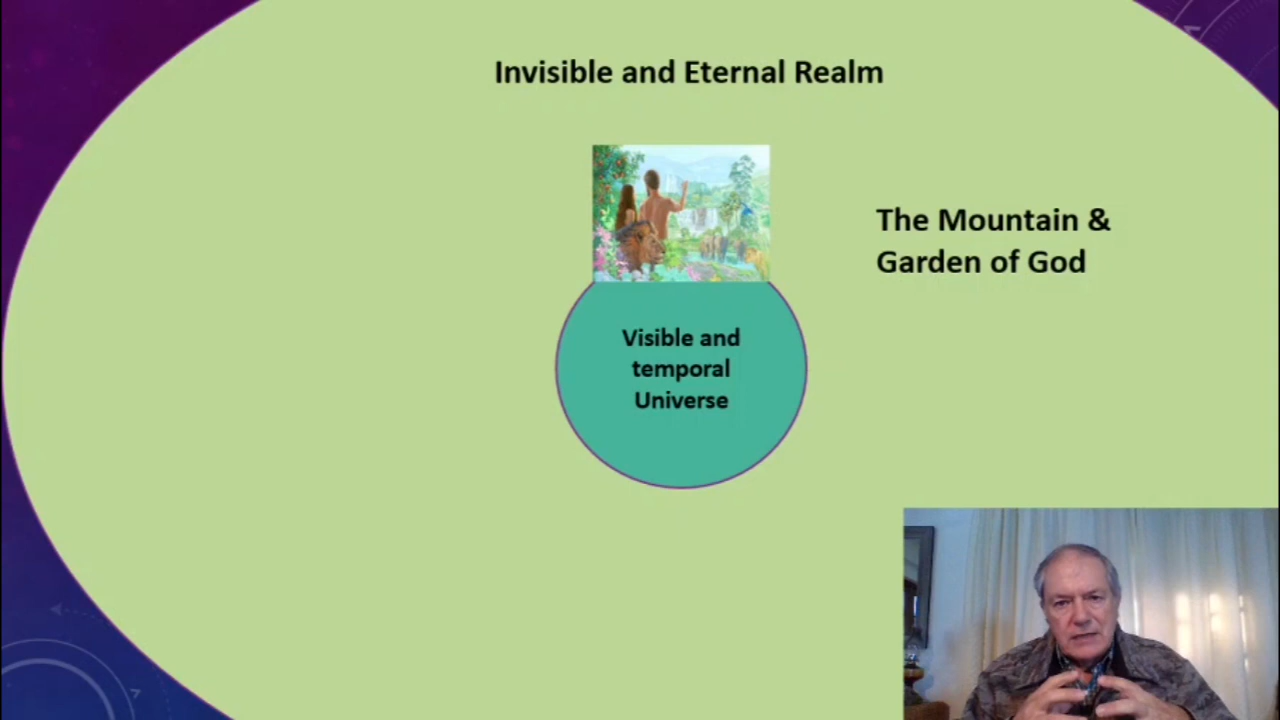 Invisible and Eternal Realm
The Mountain &
Garden of God
Visible and
temporal
Universe